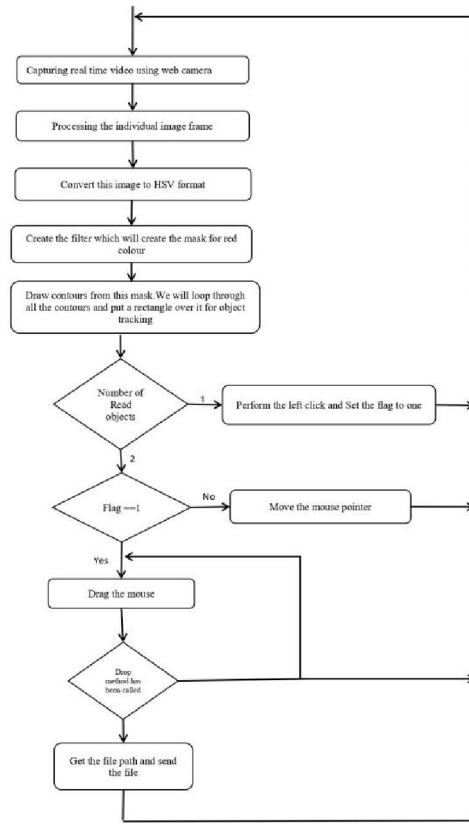 Capturing real time video using web camera
Processing the individual image frame
Convert this image to HSV format
Create the filter which will create the mask for red
colour
Draw contours from this mask.We will loop through
all the contours and put a rectangle over it for object
tracking
Number of
Read
objects
1
Perform the left click and Set the flag to one
2
Flag ==1
No
Move the mouse pointer
Yes
Drag the mouse
Drop
method has
been called
Get the file path and send
the file